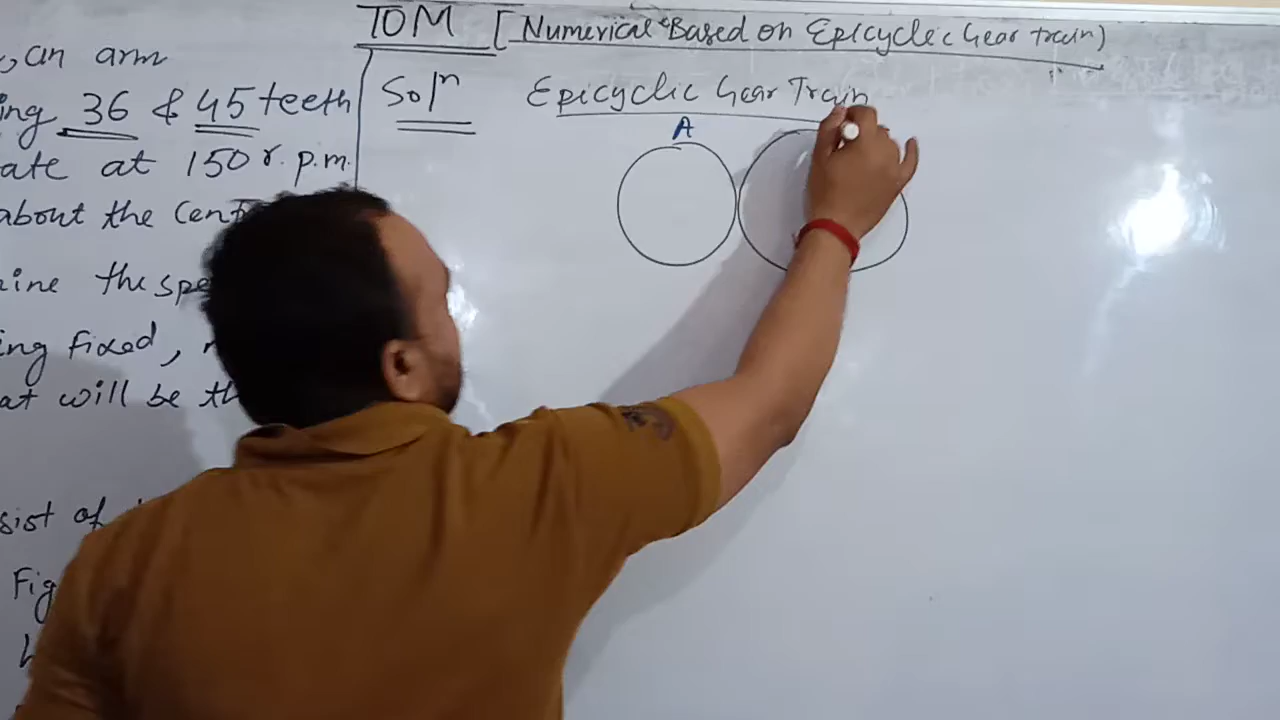 TOM [Numerical Based on Epicyclic Gear train)
, an arm
ing 36 & 45 teeth
ate at 150 r.p.m.
about the Cent
ine the spe
ing fixed,
at will be th
sist of
Fig
Solⁿ
Epicyclic Gear Train
A